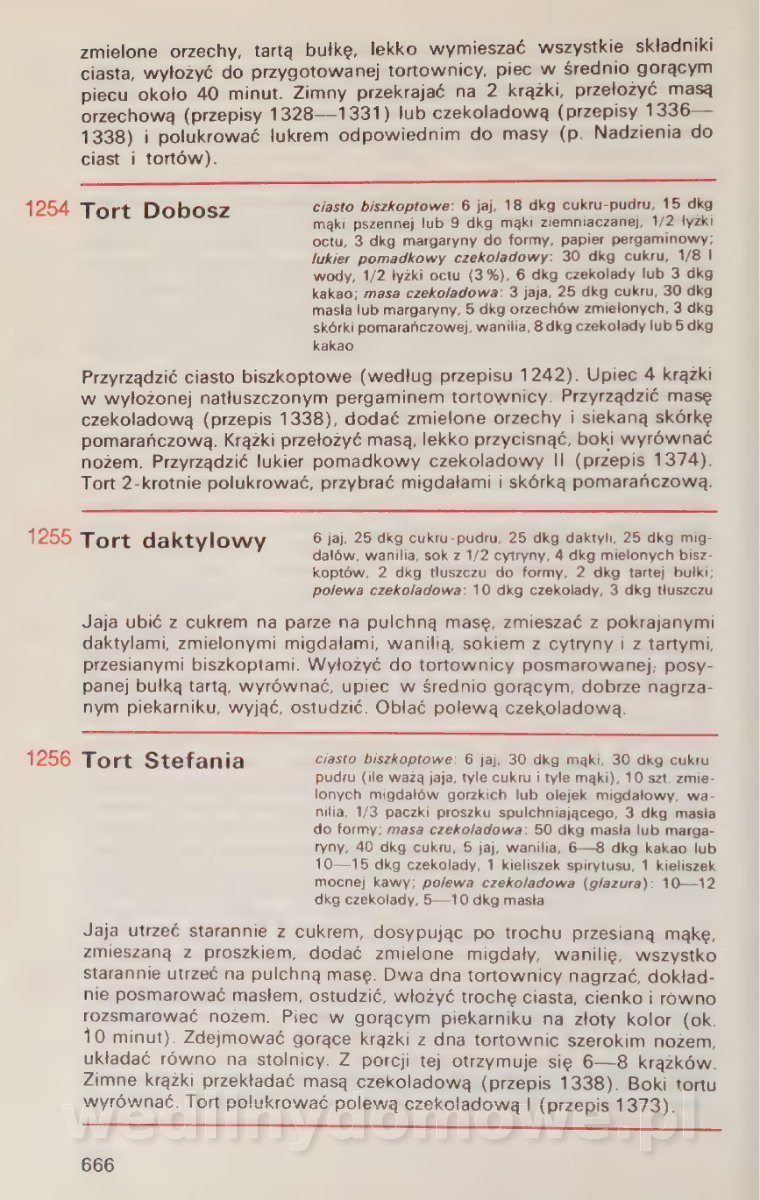 zmielone orzechy, tartą bułkę, lekko wymieszać wszystkie składniki
ciasta, wyłożyć do przygotowanej tortownicy, piec w średnio gorącym
piecu około 40 minut. Zimny przekrajać na 2 krążki, przełożyć masą
orzechową (przepisy 1328—1331) lub czekoladową (przepisy 1336—
1338) i polukrować lukrem odpowiednim do masy (p. Nadzienia do
ciast i tortów).
1254 Tort Dobosz
ciasto biszkoptowe: 6 jaj, 18 dkg cukru-pudru, 15 dkg
mąki pszennej lub 9 dkg mąki ziemniaczanej, 1/2 łyżki
octu, 3 dkg margaryny do formy, papier pergaminowy;
lukier pomadkowy czekoladowy: 30 dkg cukru, 1/8 l
wody, 1/2 łyżki octu (3%), 6 dkg czekolady lub 3 dkg
kakao; masa czekoladowa: 3 jaja, 25 dkg cukru, 30 dkg
masła lub margaryny, 5 dkg orzechów zmielonych, 3 dkg
skórki pomarańczowej, wanilia, 8 dkg czekolady lub 5 dkg
kakao
Przyrządzić ciasto biszkoptowe (według przepisu 1242). Upiec 4 krążki
w wyłożonej natłuszczonym pergaminem tortownicy. Przyrządzić masę
czekoladową (przepis 1338), dodać zmielone orzechy i siekaną skórkę
pomarańczową. Krążki przełożyć masą, lekko przycisnąć, boki wyrównać
nożem. Przyrządzić lukier pomadkowy czekoladowy II (przepis 1374).
Tort 2-krotnie polukrować, przybrać migdałami i skórką pomarańczową.
1255 Tort daktylowy
6 jaj, 25 dkg cukru-pudru, 25 dkg daktyli, 25 dkg mig-
dałów, wanilia, sok z 1/2 cytryny, 4 dkg mielonych bisz-
koptów, 2 dkg tłuszczu do formy, 2 dkg tartej bułki;
polewa czekoladowa: 10 dkg czekolady, 3 dkg tłuszczu
Jaja ubić z cukrem na parze na pulchną masę, zmieszać z pokrajanymi
daktylami, zmielonymi migdałami, wanilią, sokiem z cytryny i z tartymi,
przesianymi biszkoptami. Wyłożyć do tortownicy posmarowanej, posy-
panej bułką tartą, wyrównać, upiec w średnio gorącym, dobrze nagrza-
nym piekarniku, wyjąć, ostudzić. Oblać polewą czekoladową.
1256 Tort Stefania
ciasto biszkoptowe: 6 jaj, 30 dkg mąki, 30 dkg cukru
pudru (ile ważą jaja, tyle cukru i tyle mąki), 10 szt. zmie-
lonych migdałów gorzkich lub olejek migdałowy, wa-
nilia, 1/3 paczki proszku spulchniającego, 3 dkg masła
do formy; masa czekoladowa: 50 dkg masła lub marga-
ryny, 40 dkg cukru, 5 jaj, wanilia, 6—8 dkg kakao lub
10—15 dkg czekolady, 1 kieliszek spirytusu, 1 kieliszek
mocnej kawy; polewa czekoladowa (glazura): 10—12
dkg czekolady, 5—10 dkg masła
Jaja utrzeć starannie z cukrem, dosypując po trochu przesianą mąkę,
zmieszaną z proszkiem, dodać zmielone migdały, wanilię, wszystko
starannie utrzeć na pulchną masę. Dwa dna tortownicy nagrzać, dokład-
nie posmarować masłem, ostudzić, włożyć trochę ciasta, cienko i równo
rozsmarować nożem. Piec w gorącym piekarniku na złoty kolor (ok.
10 minut). Zdejmować gorące krążki z dna tortownic szerokim nożem,
układać równo na stolnicy. Z porcji tej otrzymuje się 6—8 krążków.
Zimne krążki przekładać masą czekoladową (przepis 1338). Boki tortu
wyrównać. Tort polukrować polewą czekoladową I (przepis 1373).
wedlinydomowe.pl
666